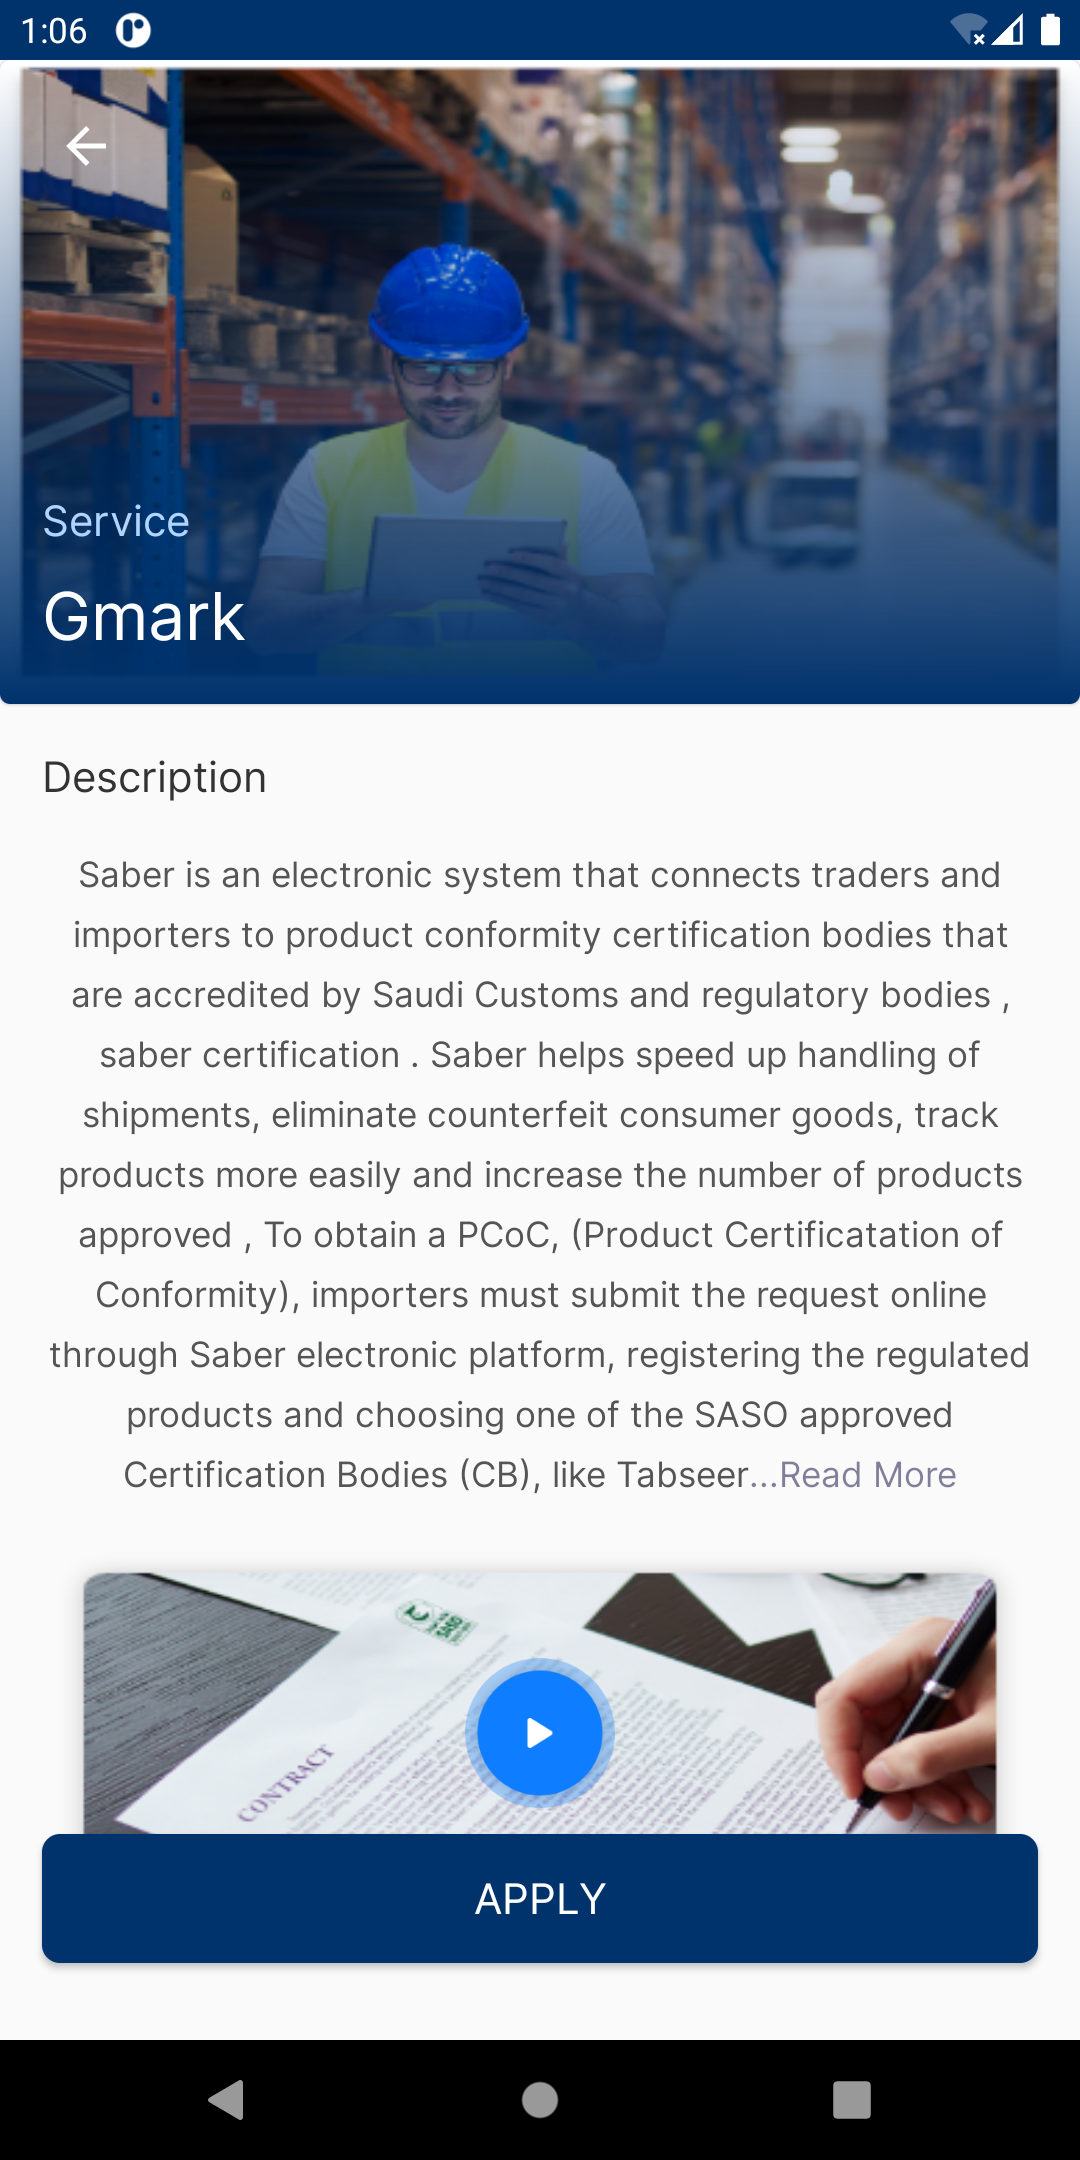 1:06
Service
Gmark
Description
Saber is an electronic system that connects traders and
importers to product conformity certification bodies that
are accredited by Saudi Customs and regulatory bodies ,
saber certification . Saber helps speed up handling of
shipments, eliminate counterfeit consumer goods, track
products more easily and increase the number of products
approved , To obtain a PCoC, (Product Certificatation of
Conformity), importers must submit the request online
through Saber electronic platform, registering the regulated
products and choosing one of the SASO approved
Certification Bodies (CB), like Tabseer...Read More
CONTRACT
APPLY